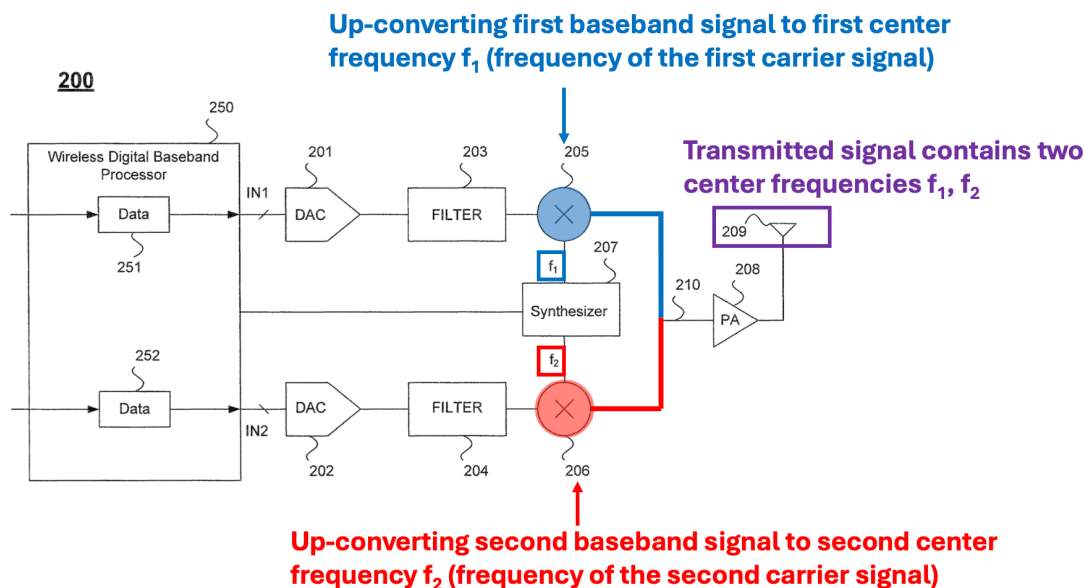 Up-converting first baseband signal to first center
frequency f₁ (frequency of the first carrier signal)
200
250
Wireless Digital Baseband
Processor
201
203
205
Transmitted signal contains two
center frequencies f₁, f₂
IN1
Data
DAC
FILTER
209
251
207
f₁
208
210
Synthesizer
PA
f₂
252
Data
DAC
FILTER
IN2
202
204
206
Up-converting second baseband signal to second center
frequency f₂ (frequency of the second carrier signal)